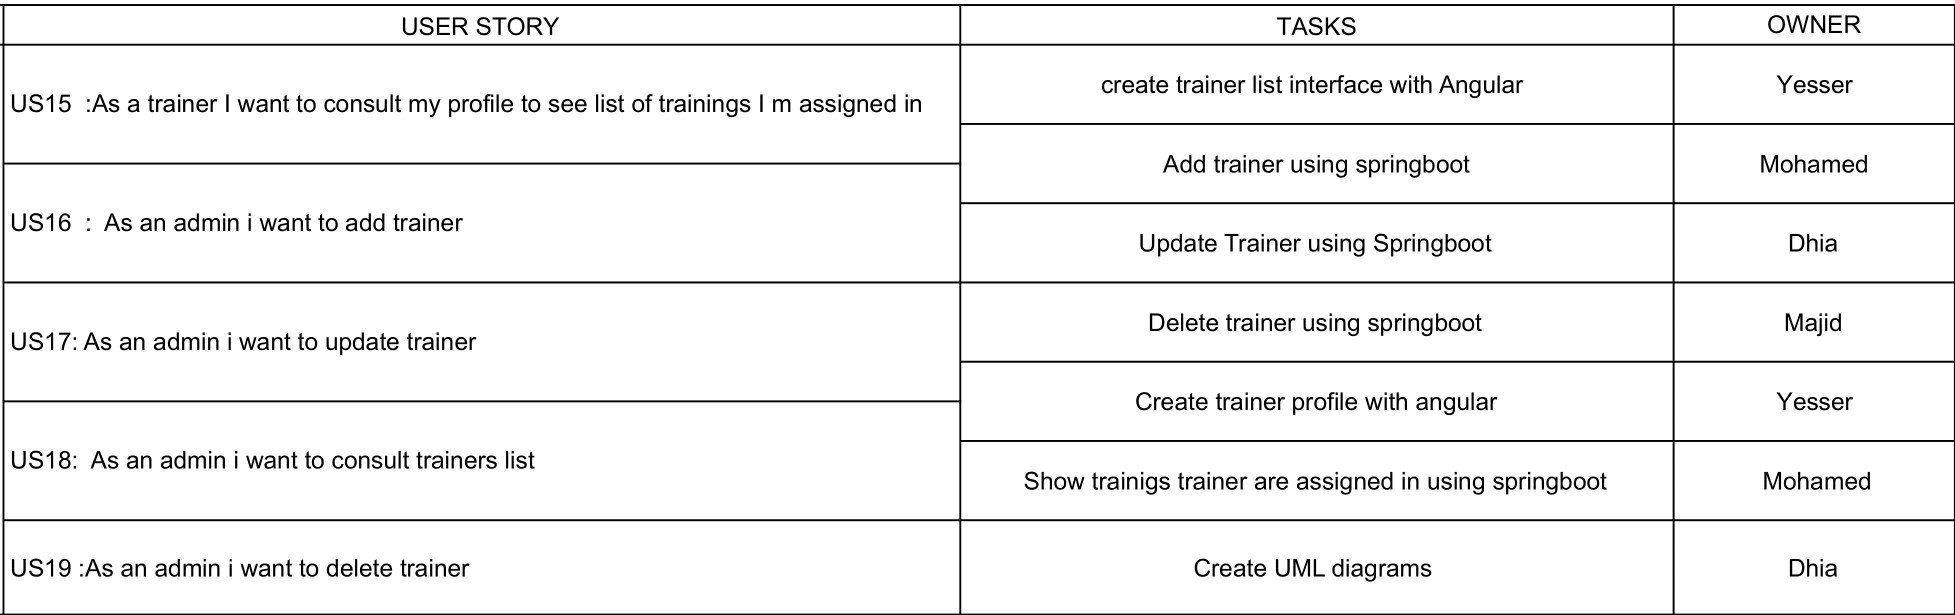 USER STORY
TASKS
OWNER
US15  :As a trainer I want to consult my profile to see list of trainings I m assigned in
create trainer list interface with Angular
Yesser
Add trainer using springboot
Mohamed
US16  :  As an admin i want to add trainer
Update Trainer using Springboot
Dhia
US17: As an admin i want to update trainer
Delete trainer using springboot
Majid
Create trainer profile with angular
Yesser
US18:  As an admin i want to consult trainers list
Show trainigs trainer are assigned in using springboot
Mohamed
US19 :As an admin i want to delete trainer
Create UML diagrams
Dhia